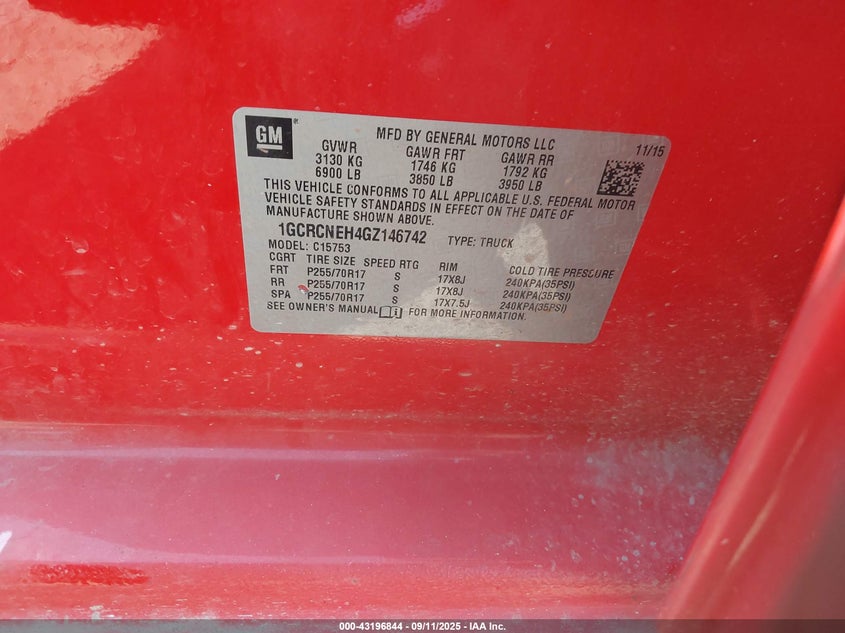 GM
®
MFD BY GENERAL MOTORS LLC
11/15
GVWR GAWR FRT GAWR RR
3130 KG 1746 KG 1792 KG
6900 LB 3850 LB 3950 LB
THIS VEHICLE CONFORMS TO ALL APPLICABLE U.S. FEDERAL MOTOR
VEHICLE SAFETY STANDARDS IN EFFECT ON THE DATE OF
MANUFACTURE SHOWN ABOVE.
1GCRCNEH4GZ146742 TYPE: TRUCK
MODEL: C15753
CGRT TIRE SIZE SPEED RTG RIM COLD TIRE PRESSURE
FRT P255/70R17 S 17X8J 240KPA(35PSI)
RR P255/70R17 S 17X8J 240KPA(35PSI)
SPA P255/70R17 S 17X7.5J 240KPA(35PSI)
SEE OWNER'S MANUAL FOR MORE INFORMATION.
000-43196844 - 09/11/2025 - IAA Inc.